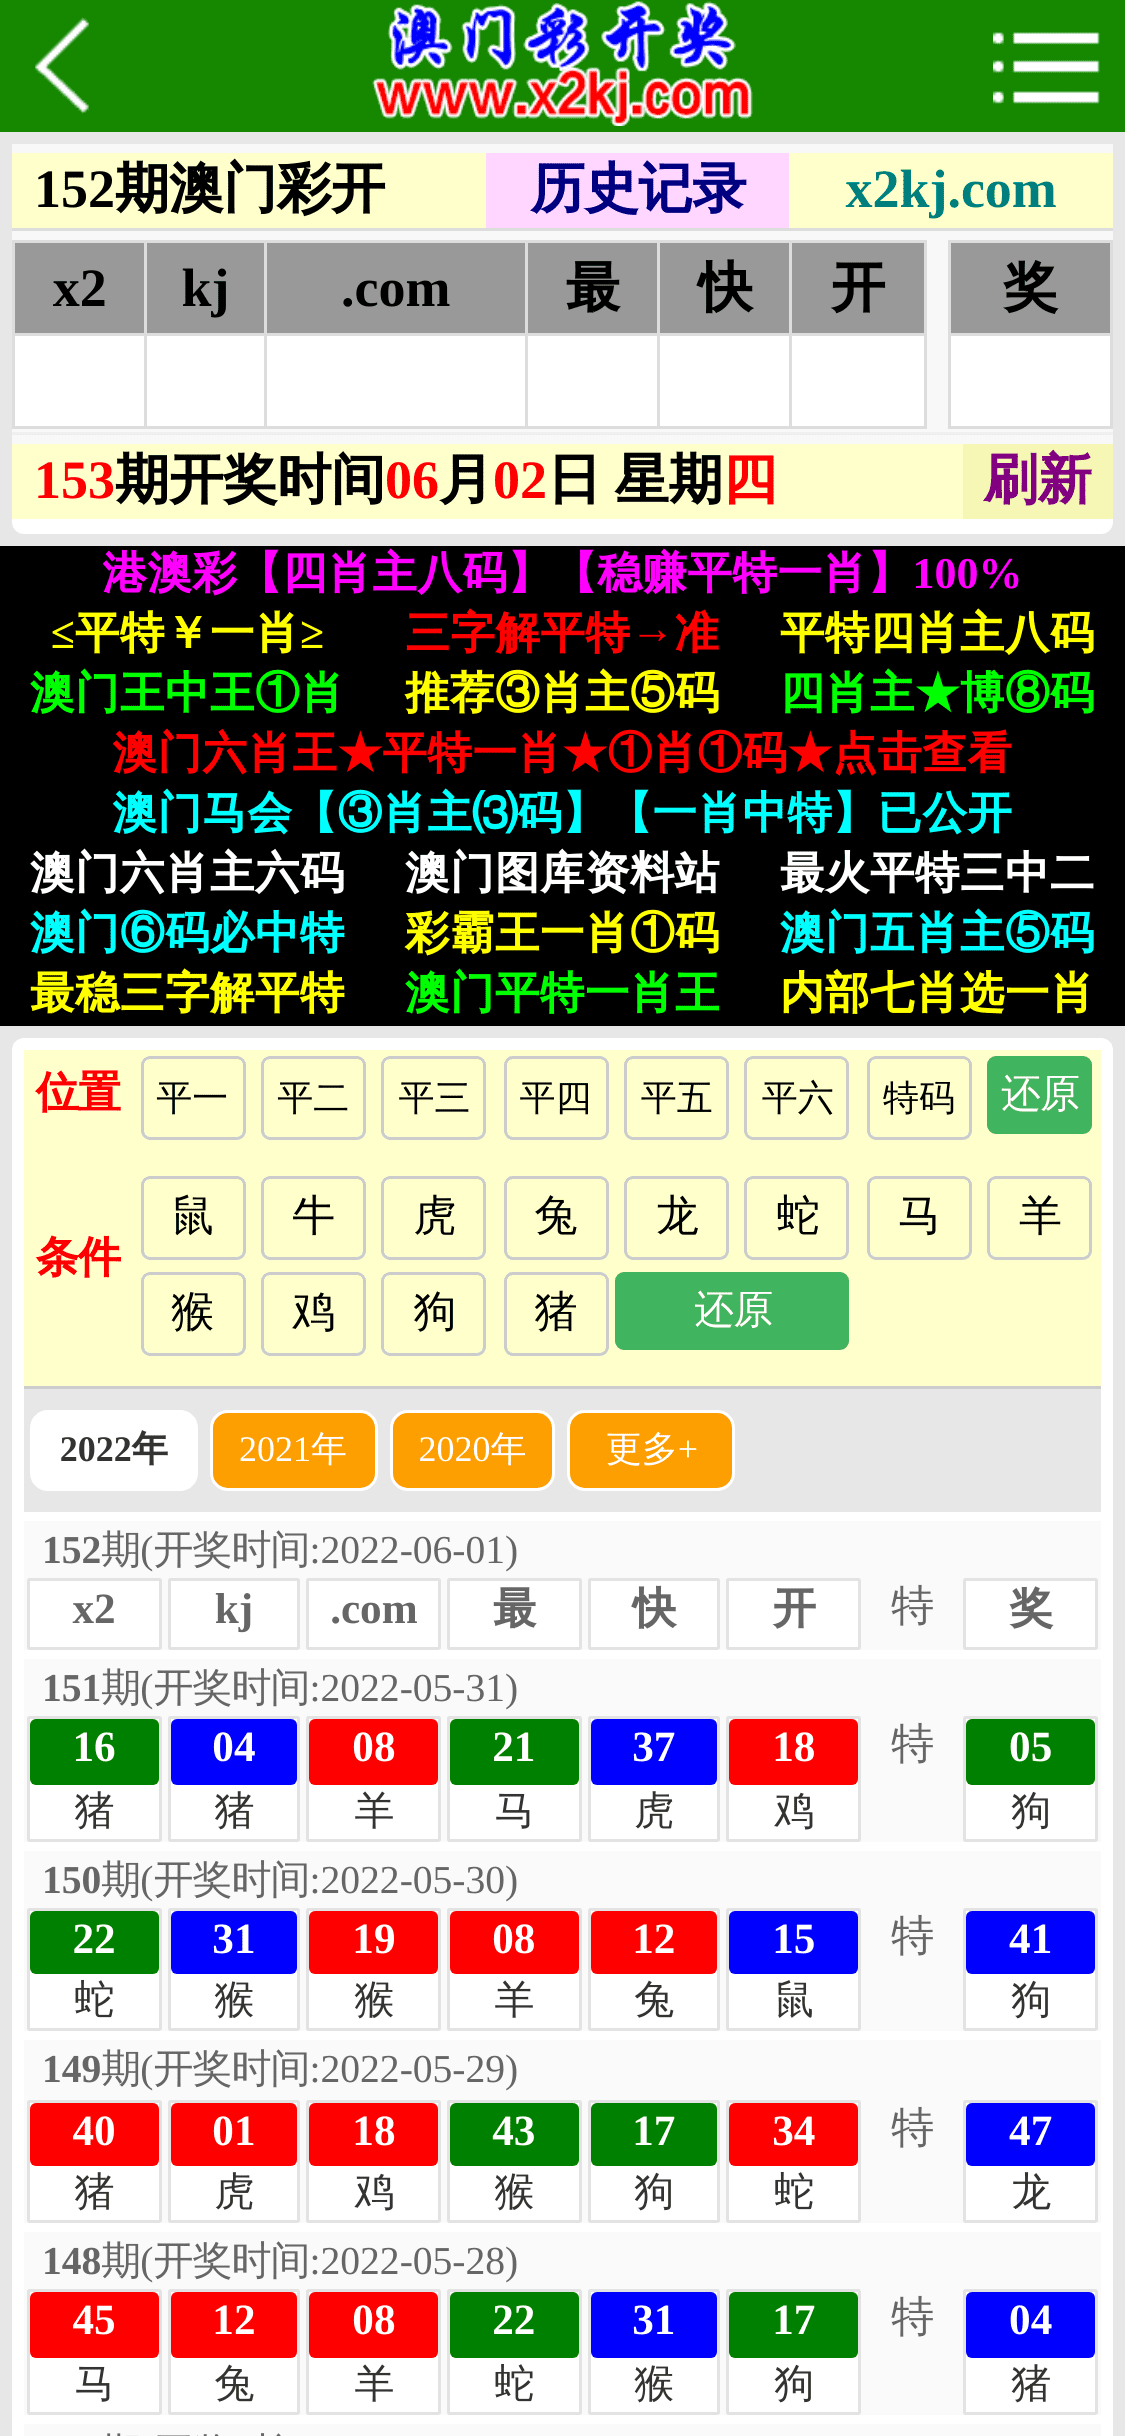 澳门彩开奖
www.x2kj.com
152期澳门彩开 历史记录 x2kj.com
x2 kj .com 最 快 开 奖
153期开奖时间06月02日 星期四 刷新
港澳彩【四肖主八码】【稳赚平特一肖】100%
≤平特￥一肖≥ 三字解平特→准 平特四肖主八码
澳门王中王①肖 推荐③肖主⑤码 四肖主★博⑧码
澳门六肖王★平特一肖★①肖①码★点击查看
澳门马会【③肖主⑶码】【一肖中特】已公开
澳门六肖主六码 澳门图库资料站 最火平特三中二
澳门⑥码必中特 彩霸王一肖①码 澳门五肖主⑤码
最稳三字解平特 澳门平特一肖王 内部七肖选一肖
位置 平一 平二 平三 平四 平五 平六 特码 还原
条件 鼠 牛 虎 兔 龙 蛇 马 羊
猴 鸡 狗 猪 还原
2022年 2021年 2020年 更多+
152期(开奖时间:2022-06-01)
x2 kj .com 最 快 开 特 奖
151期(开奖时间:2022-05-31)
16 04 08 21 37 18 特 05
猪 猪 羊 马 虎 鸡 狗
150期(开奖时间:2022-05-30)
22 31 19 08 12 15 特 41
蛇 猴 猴 羊 兔 鼠 狗
149期(开奖时间:2022-05-29)
40 01 18 43 17 34 特 47
猪 虎 鸡 猴 狗 蛇 龙
148期(开奖时间:2022-05-28)
45 12 08 22 31 17 特 04
马 兔 羊 蛇 猴 狗 猪